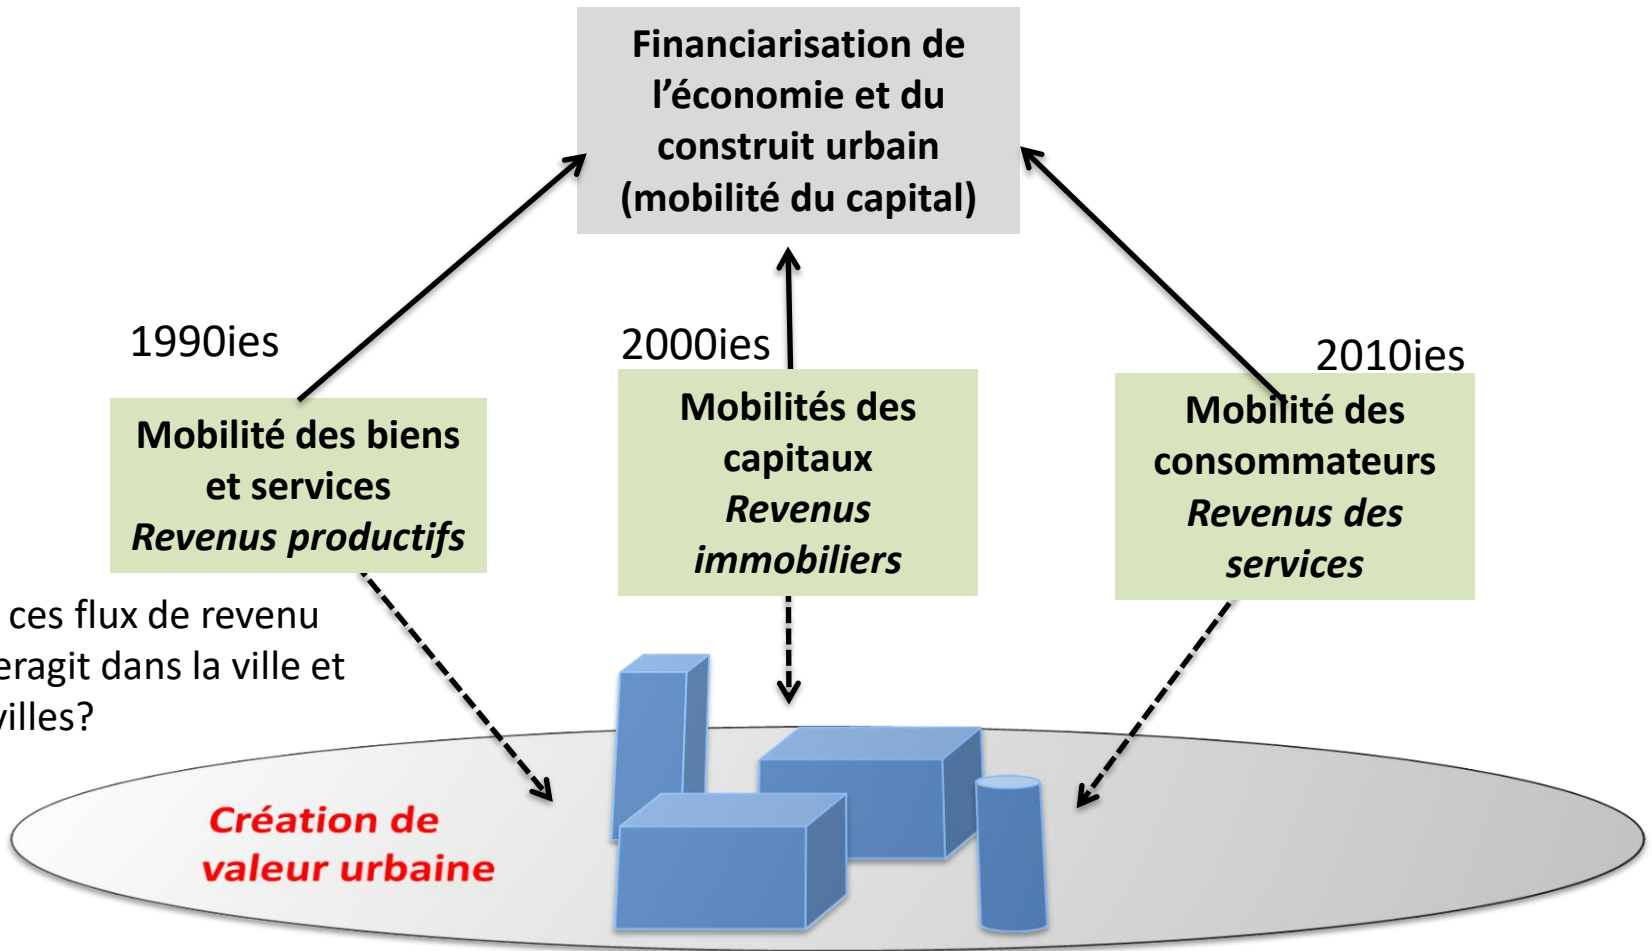 Financiarisation de
l’économie et du
construit urbain
(mobilité du capital)
1990ies
2000ies
2010ies
Mobilité des biens
et services
Revenus productifs
Mobilités des
capitaux
Revenus
immobiliers
Mobilité des
consommateurs
Revenus des
services
ces flux de revenu
eragit dans la ville et
villes?
Création de
valeur urbaine